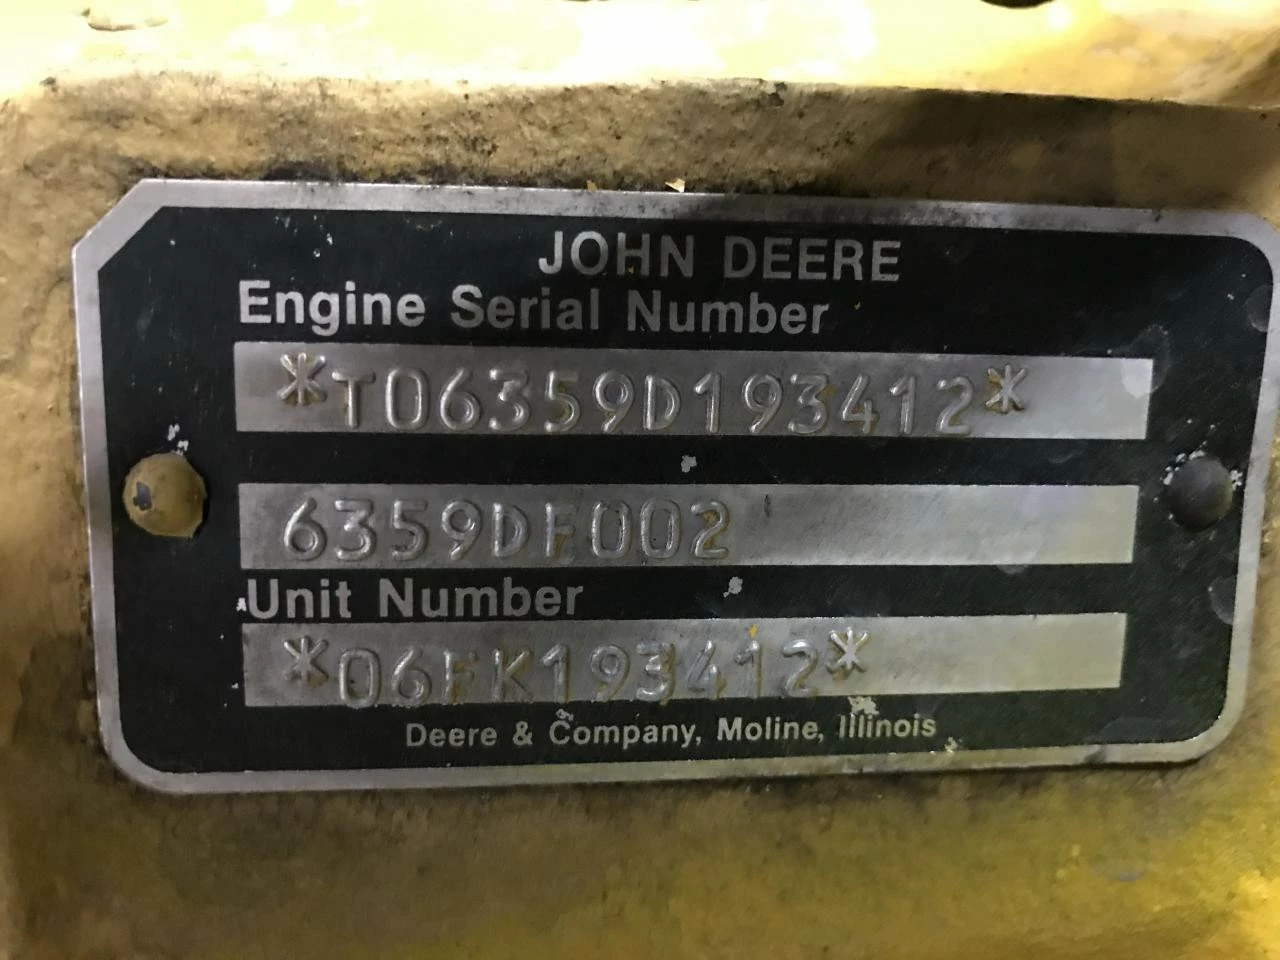 JOHN DEERE
Engine Serial Number
*T06359D193412*
6359DF002
Unit Number
*06FK193412*
Deere & Company, Moline, Illinois